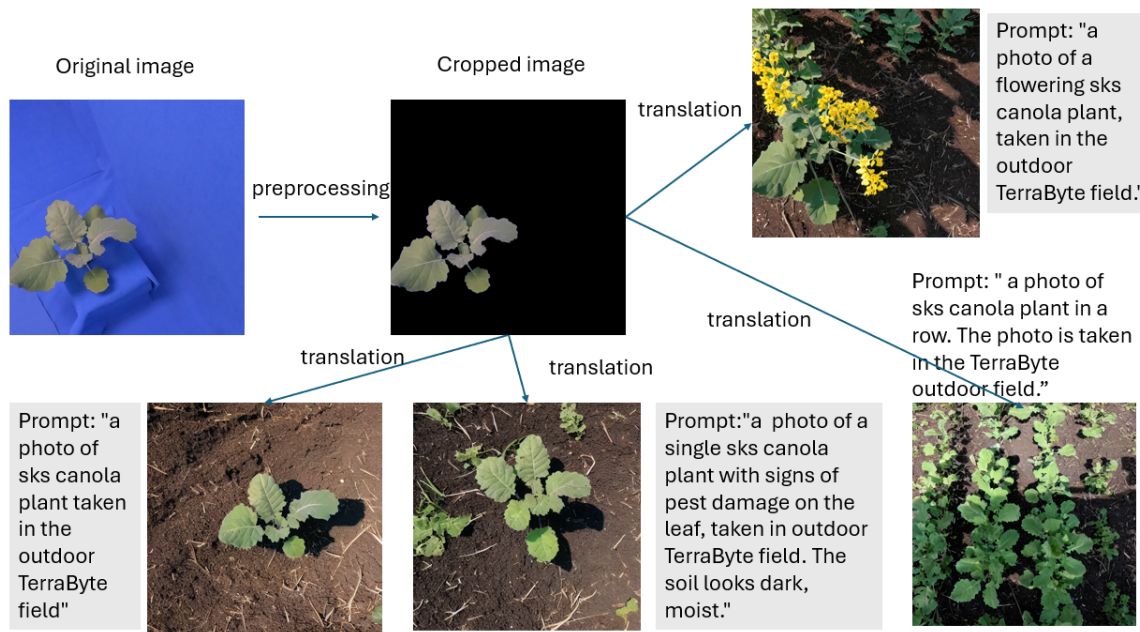 Original image
Cropped image
preprocessing
translation
Prompt: "a
photo of a
flowering sks
canola plant,
taken in the
outdoor
TerraByte field."
translation
Prompt: " a photo of
sks canola plant in a
row. The photo is taken
in the TerraByte
outdoor field.”
translation
translation
Prompt: "a
photo of
sks canola
plant taken
in the
outdoor
TerraByte
field"
Prompt:"a  photo of a
single sks canola
plant with signs of
pest damage on the
leaf, taken in outdoor
TerraByte field. The
soil looks dark,
moist."